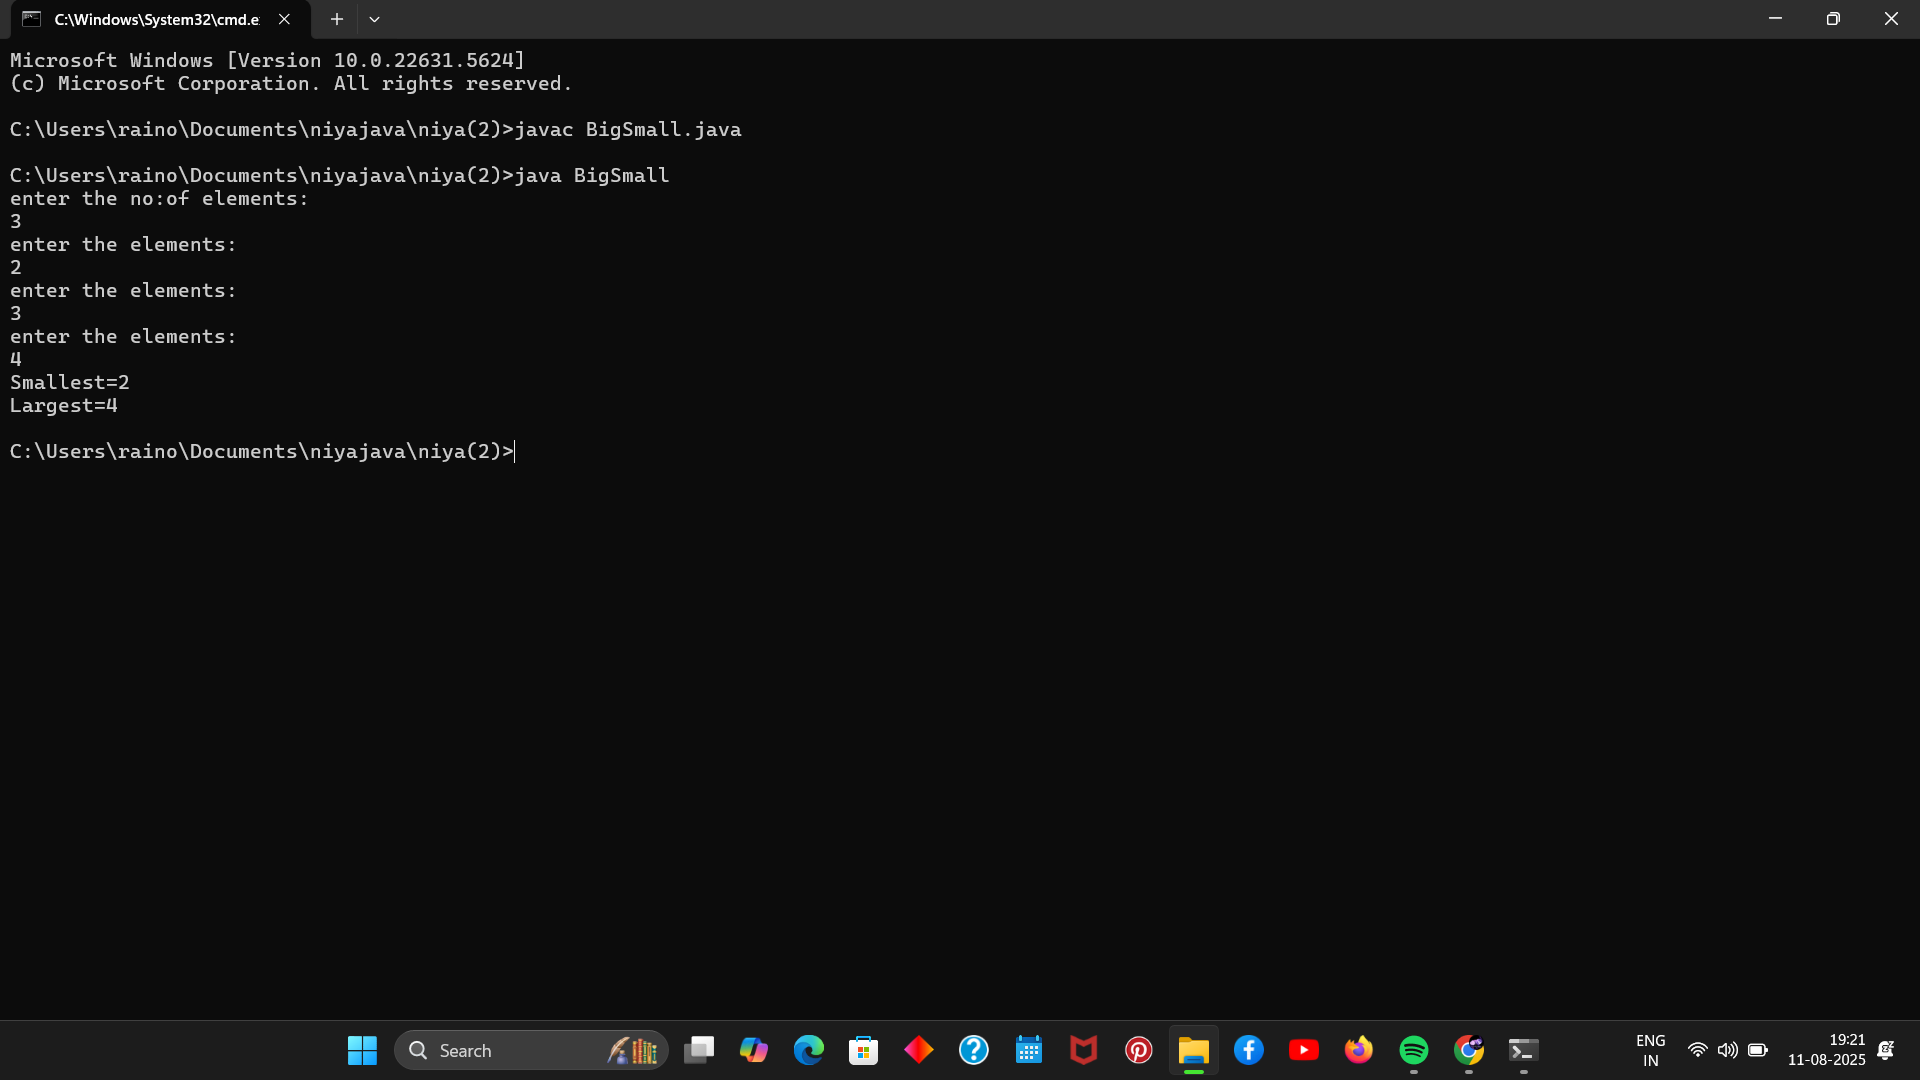 C:\Windows\System32\cmd.e
Microsoft Windows [Version 10.0.22631.5624]
(c) Microsoft Corporation. All rights reserved.
C:\Users\raino\Documents\niyajava\niya(2)>javac BigSmall.java
C:\Users\raino\Documents\niyajava\niya(2)>java BigSmall
enter the no:of elements:
3
enter the elements:
2
enter the elements:
3
enter the elements:
4
Smallest=2
Largest=4
C:\Users\raino\Documents\niyajava\niya(2)>
Search
ENG
IN
19:21
11-08-2025